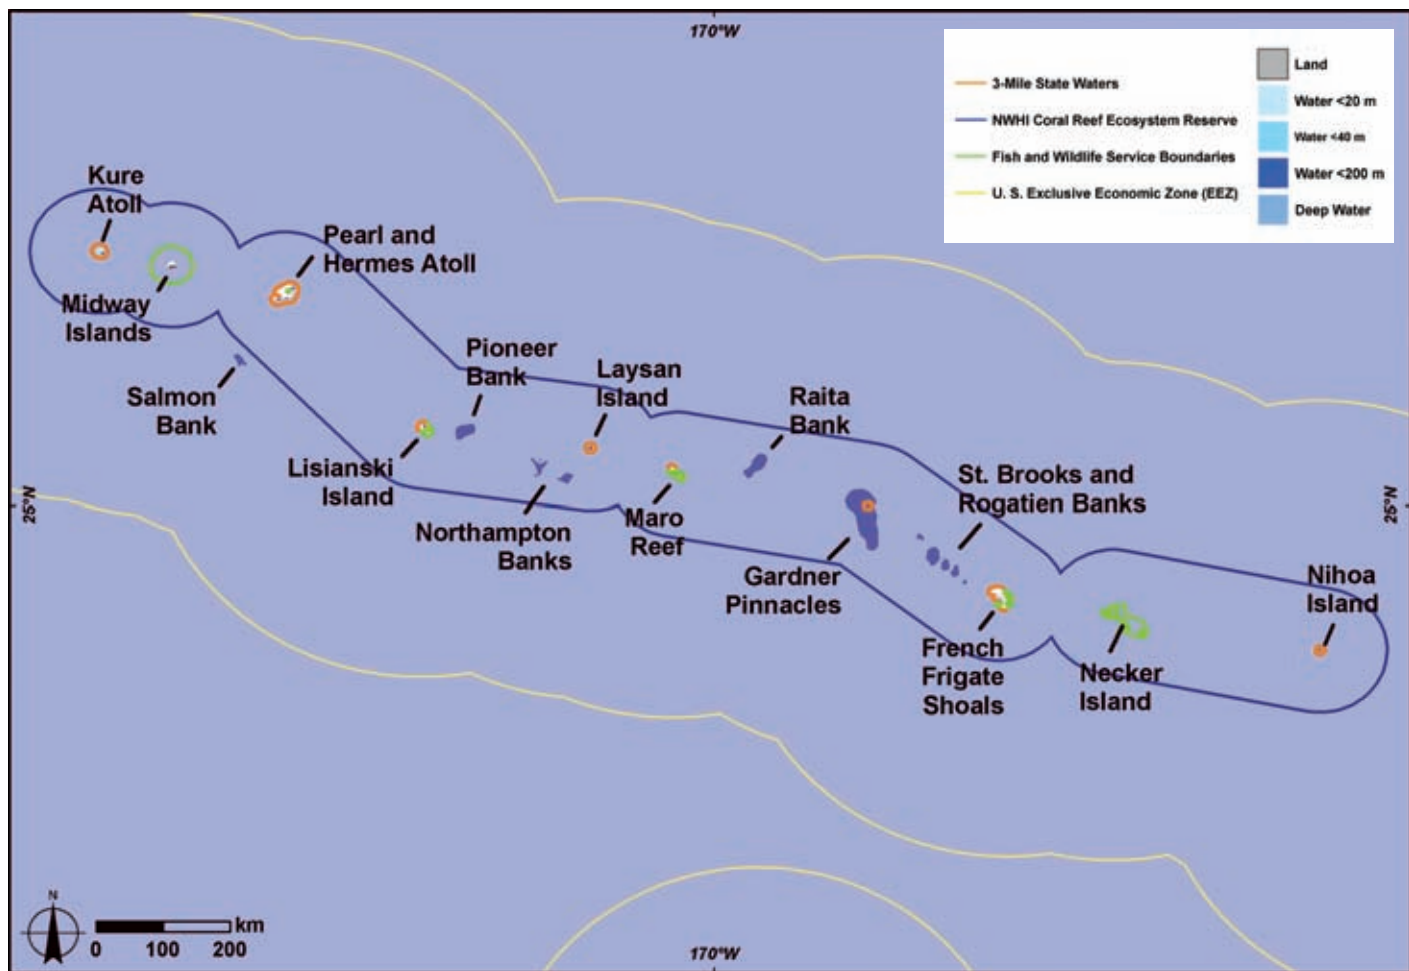 170°W
3-Mile State Waters
NWHI Coral Reef Ecosystem Reserve
Fish and Wildlife Service Boundaries
U. S. Exclusive Economic Zone (EEZ)
Land
Water <20 m
Water <40 m
Water <200 m
Deep Water
Kure
Atoll
Pearl and
Hermes Atoll
Midway
Islands
Salmon
Bank
Pioneer
Bank
Laysan
Island
Raita
Bank
Lisianski
Island
Northampton
Banks
Maro
Reef
St. Brooks and
Rogatien Banks
Gardner
Pinnacles
French
Frigate
Shoals
Necker
Island
Nihoa
Island
25°N
25°N
N
km
0 100 200
170°W